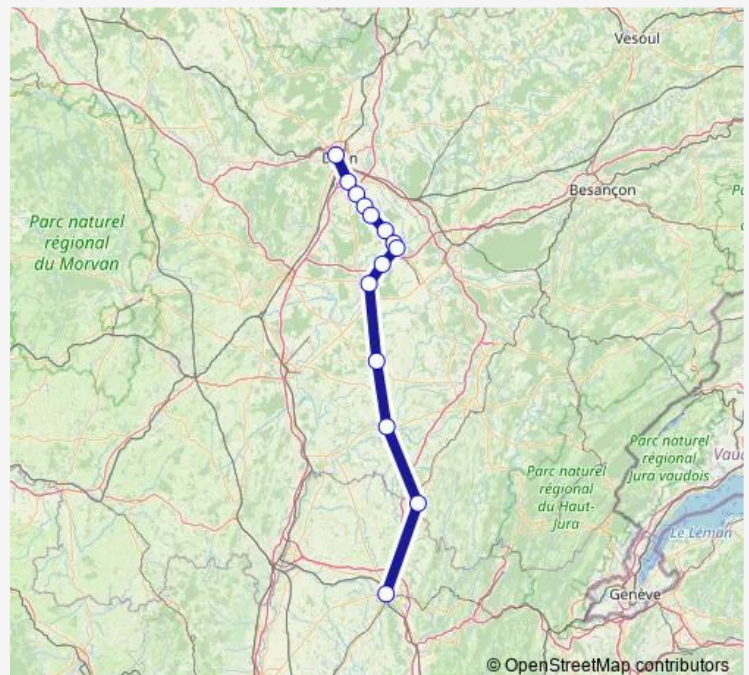 Vesoul
Besançon
Parc naturel
régional
du Morvan
Parc naturel
régional
Jura vaudois
Parc naturel
régional
du Haut-
Jura
Le Léman
Genève
© OpenStreetMap contributors